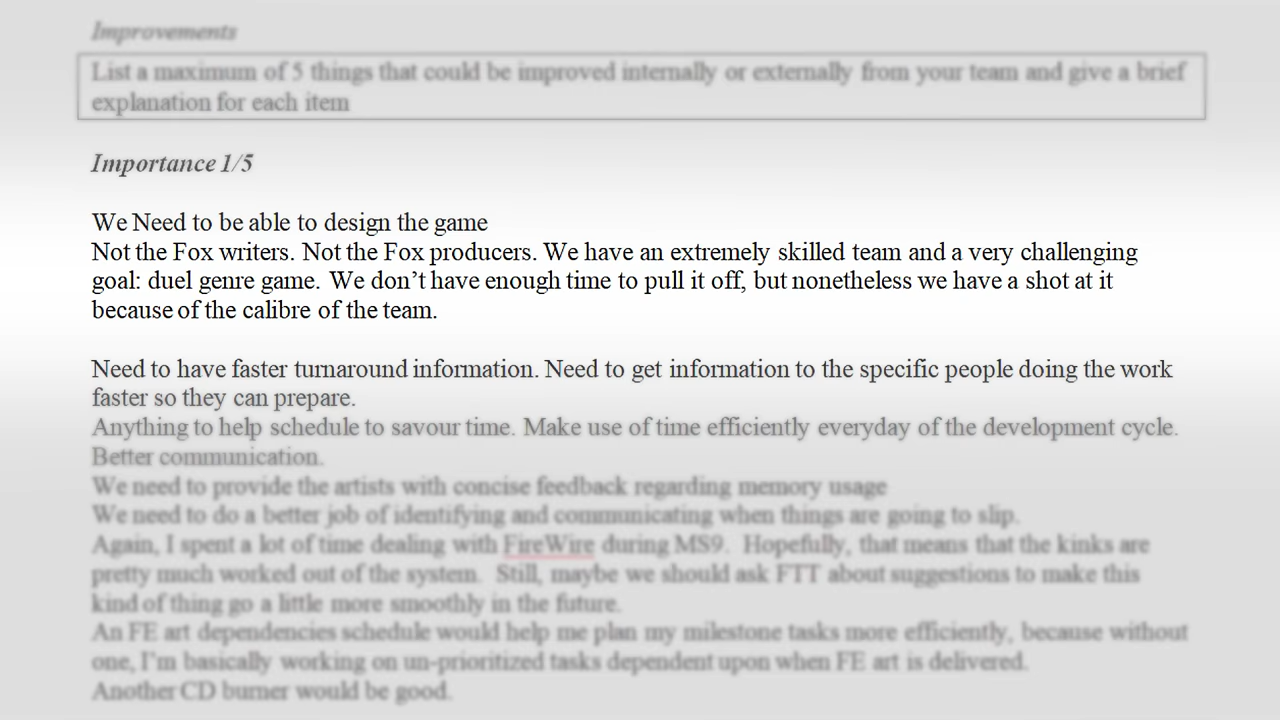 Improvements
List a maximum of 5 things that could be improved internally or externally from your team and give a brief
explanation for each item
Importance 1/5
We Need to be able to design the game
Not the Fox writers. Not the Fox producers. We have an extremely skilled team and a very challenging
goal: duel genre game. We don’t have enough time to pull it off, but nonetheless we have a shot at it
because of the calibre of the team.
Need to have faster turnaround information. Need to get information to the specific people doing the work
faster so they can prepare.
Anything to help schedule to savour time. Make use of time efficiently everyday of the development cycle.
Better communication.
We need to provide the artists with concise feedback regarding memory usage
We need to do a better job of identifying and communicating when things are going to slip.
Again, I spent a lot of time dealing with FireWire during MS9. Hopefully, that means that the kinks are
pretty much worked out of the system. Still, maybe we should ask FTT about suggestions to make this
kind of thing go a little more smoothly in the future.
An FE art dependencies schedule would help me plan my milestone tasks more efficiently, because without
one, I’m basically working on un-prioritized tasks dependent upon when FE art is delivered.
Another CD burner would be good.